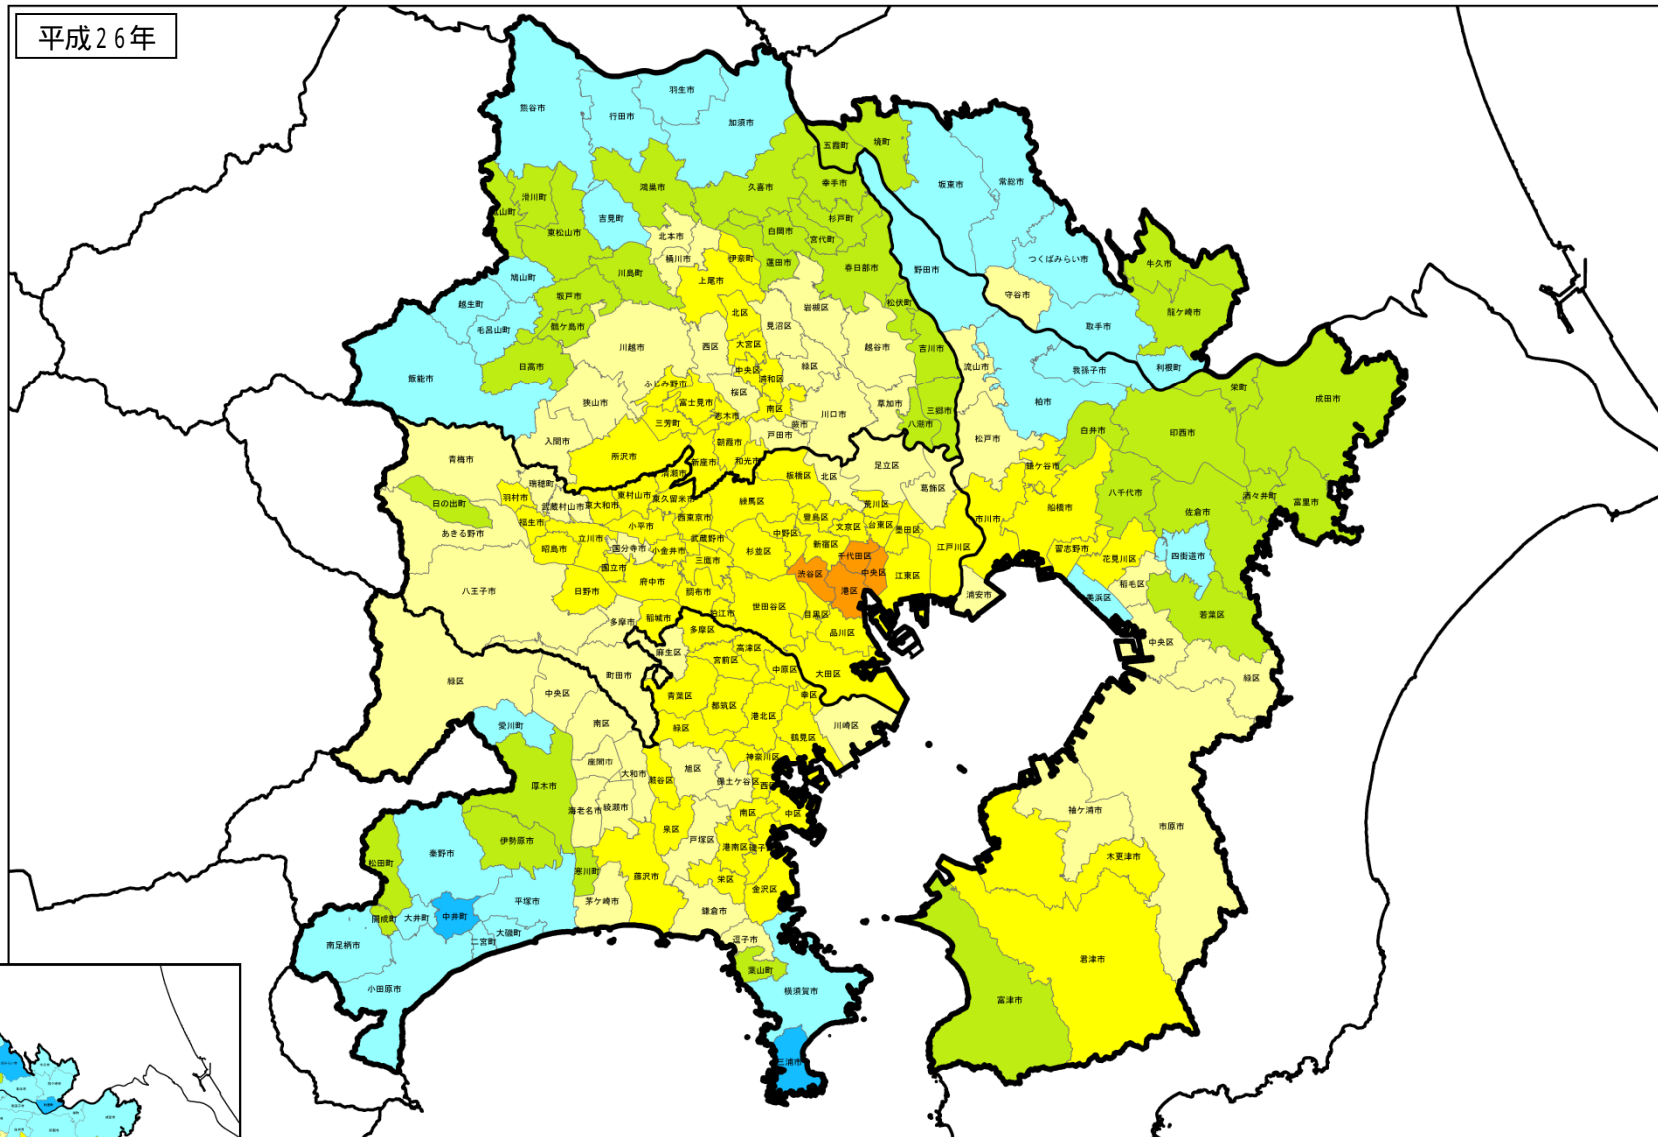 平成26年
熊谷市
行田市
羽生市
加須市
五霞町
境町
坂東市
常総市
滑川町
鴻巣市
久喜市
幸手市
吉見町
杉戸町
東松山市
北本市
白岡市
宮代町
桶川市
伊奈町
蓮田市
春日部市
野田市
つくばみらい市
牛久市
鳩山町
川島町
上尾市
守谷市
龍ケ崎市
越生町
坂戸市
松伏町
毛呂山町
鶴ケ島市
北区
見沼区
岩槻区
取手市
川越市
西区
大宮区
越谷市
吉川市
飯能市
日高市
中央区
浦和区
緑区
流山市
我孫子市
利根町
ふじみ野市
桜区
狭山市
富士見市
南区
川口市
草加市
三郷市
柏市
栄町
成田市
入間市
三芳町
志木市
蕨市
戸田市
八潮市
松戸市
白井市
印西市
所沢市
朝霞市
新座市
和光市
青梅市
清瀬市
板橋区
北区
足立区
鎌ケ谷市
瑞穂町
羽村市
東村山市
東久留米市
練馬区
葛飾区
八千代市
酒々井町
富里市
日の出町
武蔵村山市
東大和市
荒川区
船橋市
佐倉市
福生市
小平市
西東京市
豊島区
文京区
台東区
墨田区
市川市
あきる野市
立川市
武蔵野市
中野区
新宿区
江戸川区
習志野市
花見川区
四街道市
昭島市
国分寺市
小金井市
杉並区
千代田区
国立市
三鷹市
渋谷区
中央区
江東区
八王子市
日野市
府中市
調布市
港区
浦安市
稲毛区
美浜区
狛江市
世田谷区
目黒区
若葉区
多摩市
稲城市
多摩区
品川区
中央区
麻生区
高津区
宮前区
中原区
大田区
緑区
緑区
中央区
町田市
青葉区
都筑区
幸区
愛川町
南区
緑区
港北区
川崎区
鶴見区
座間市
大和市
旭区
神奈川区
厚木市
瀬谷区
保土ケ谷区
西区
海老名市
綾瀬市
南区
中区
袖ケ浦市
市原市
秦野市
伊勢原市
泉区
戸塚区
港南区
木更津市
松田町
寒川町
藤沢市
栄区
金沢区
開成町
大井町
中井町
平塚市
茅ケ崎市
鎌倉市
南足柄市
二宮町
大磯町
逗子市
君津市
小田原市
葉山町
横須賀市
富津市
三浦市